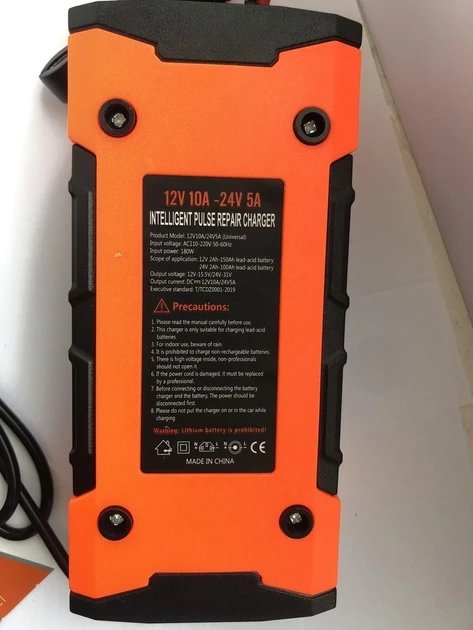 12V 10A -24V 5A
INTELLIGENT PULSE REPAIR CHARGER
Product Model: 12V10A/24V5A (Universal)
Input voltage: AC110-220V 50-60Hz
Input power: 180W
Scope of application: 12V 2Ah-150Ah lead-acid battery
24V 2Ah-100Ah lead-acid battery
Output voltage: 12V-15.5V/24V-31V
Output current: DC⎓12V10A/24V5A
Executive standard: T/TCDZ0001-2019
Precautions:
1. Please read the manual carefully before use.
2. This charger is only suitable for charging lead-acid
batteries.
3. For indoor use, beware of rain.
4. It is prohibited to charge non-rechargeable batteries.
5. There is high voltage inside, non-professionals
should not open it.
6. If the power cord is damaged, it must be replaced
by a professional.
7. Before connecting or disconnecting the battery
charger and the battery, The power should be
disconnected first.
8. Please do not put the charger on or in the car while
charging.
Warning: Lithium battery is prohibited!
N L N L CE
MADE IN CHINA